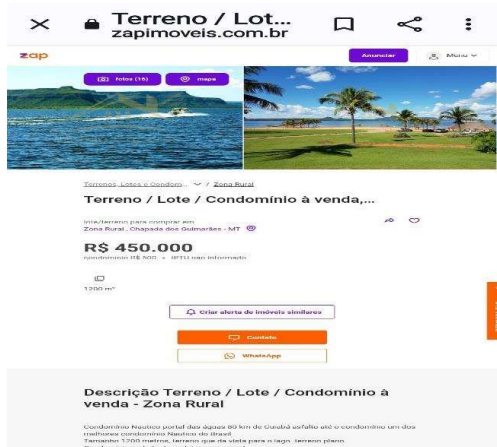 Terreno / Lot...
zapimoveis.com.br
zap
Anunciar
Menu
fotos (16)
mapa
Terrenos, Lotes e Condom... / Zona Rural
Terreno / Lote / Condomínio à venda,...
lote/terreno para comprar em
Zona Rural, Chapada dos Guimarães - MT
R$ 450.000
condomínio R$ 500 • IPTU não informado
1200 m²
Criar alerta de imóveis similares
Contato
WhatsApp
Descrição Terreno / Lote / Condomínio à
venda - Zona Rural
Condomínio Nautico portal das águas 80 km de Cuiabá asfalto até o condomínio um dos
melhores condomínio Nautico do Brasil
Tamanho 1200 metros, terreno que da vista para o lago. terreno plano.